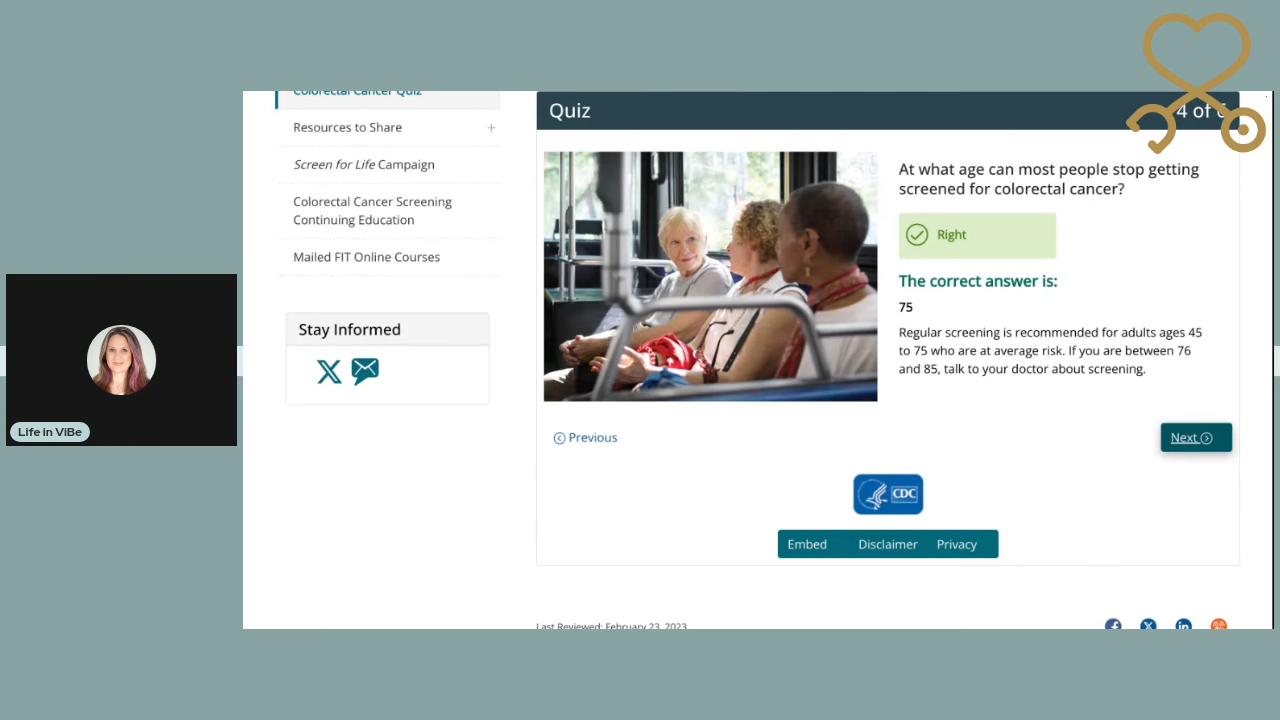 Colorectal Cancer Quiz
Resources to Share
Screen for Life Campaign
Colorectal Cancer Screening
Continuing Education
Mailed FIT Online Courses
Stay Informed
Life in ViBe
Quiz
4 of 6
At what age can most people stop getting
screened for colorectal cancer?
Right
The correct answer is:
75
Regular screening is recommended for adults ages 45
to 75 who are at average risk. If you are between 76
and 85, talk to your doctor about screening.
Previous
Next
CDC
Embed Disclaimer Privacy
Last Reviewed: February 23, 2023